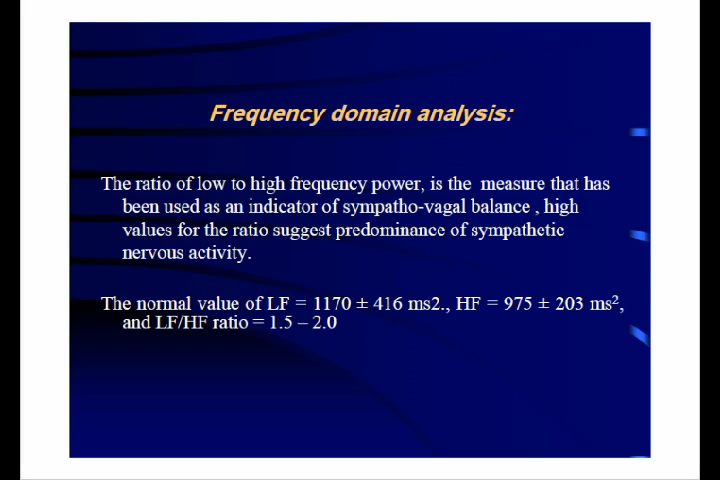 Frequency domain analysis:
The ratio of low to high frequency power, is the measure that has
been used as an indicator of sympatho-vagal balance , high
values for the ratio suggest predominance of sympathetic
nervous activity.
The normal value of LF = 1170 ± 416 ms2., HF = 975 ± 203 ms²,
and LF/HF ratio = 1.5 – 2.0